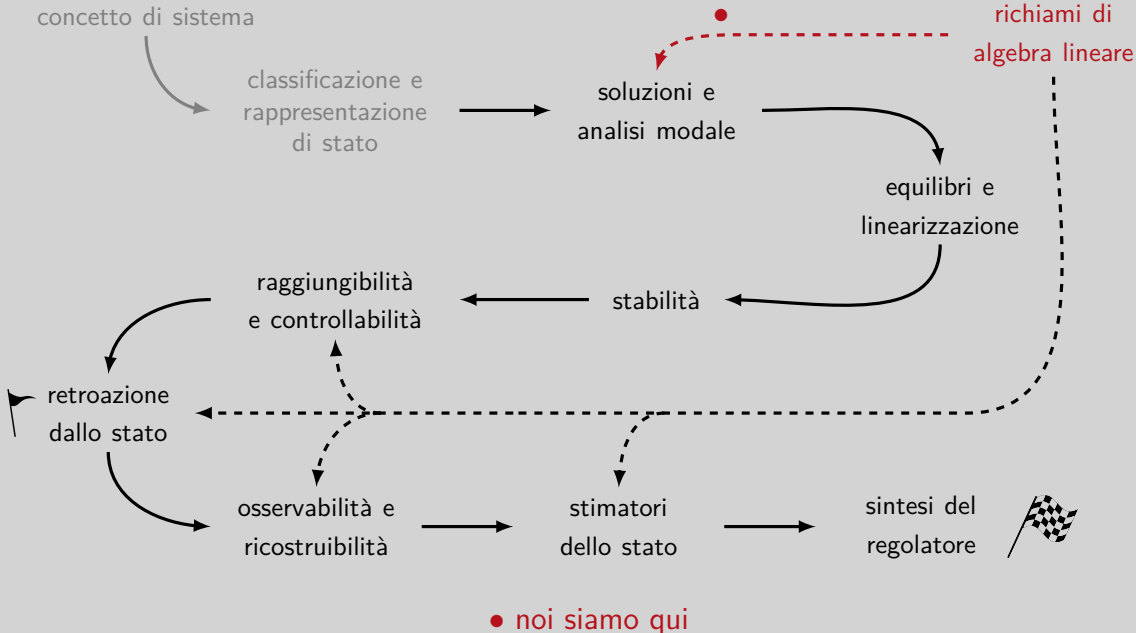 concetto di sistema
richiami di
algebra lineare
classificazione e
rappresentazione
di stato
soluzioni e
analisi modale
equilibri e
linearizzazione
raggiungibilità
e controllabilità
stabilità
retroazione
dallo stato
osservabilità e
ricostruibilità
stimatori
dello stato
sintesi del
regolatore
• noi siamo qui